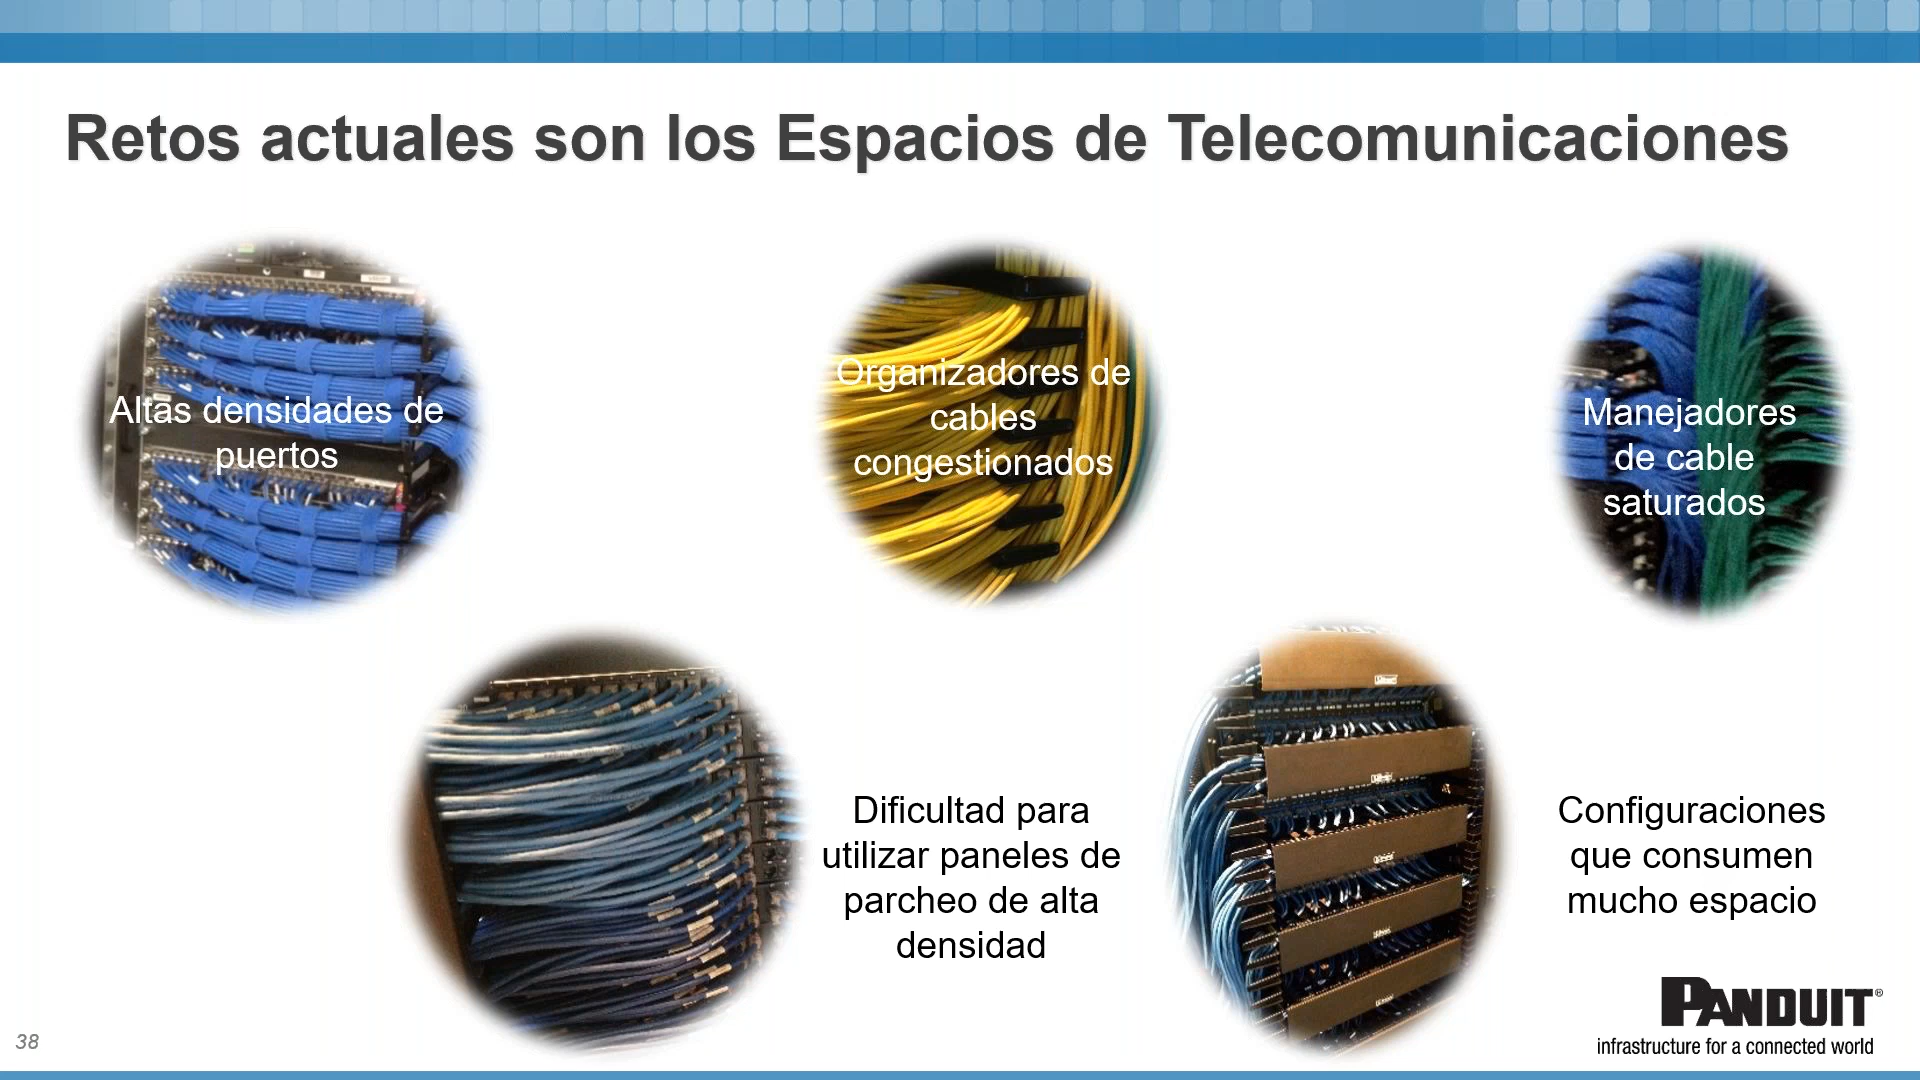 Retos actuales son los Espacios de Telecomunicaciones
Altas densidades de
puertos
Organizadores de
cables
congestionados
Manejadores
de cable
saturados
Dificultad para
utilizar paneles de
parcheo de alta
densidad
Configuraciones
que consumen
mucho espacio
PANDUIT®
infrastructure for a connected world
38